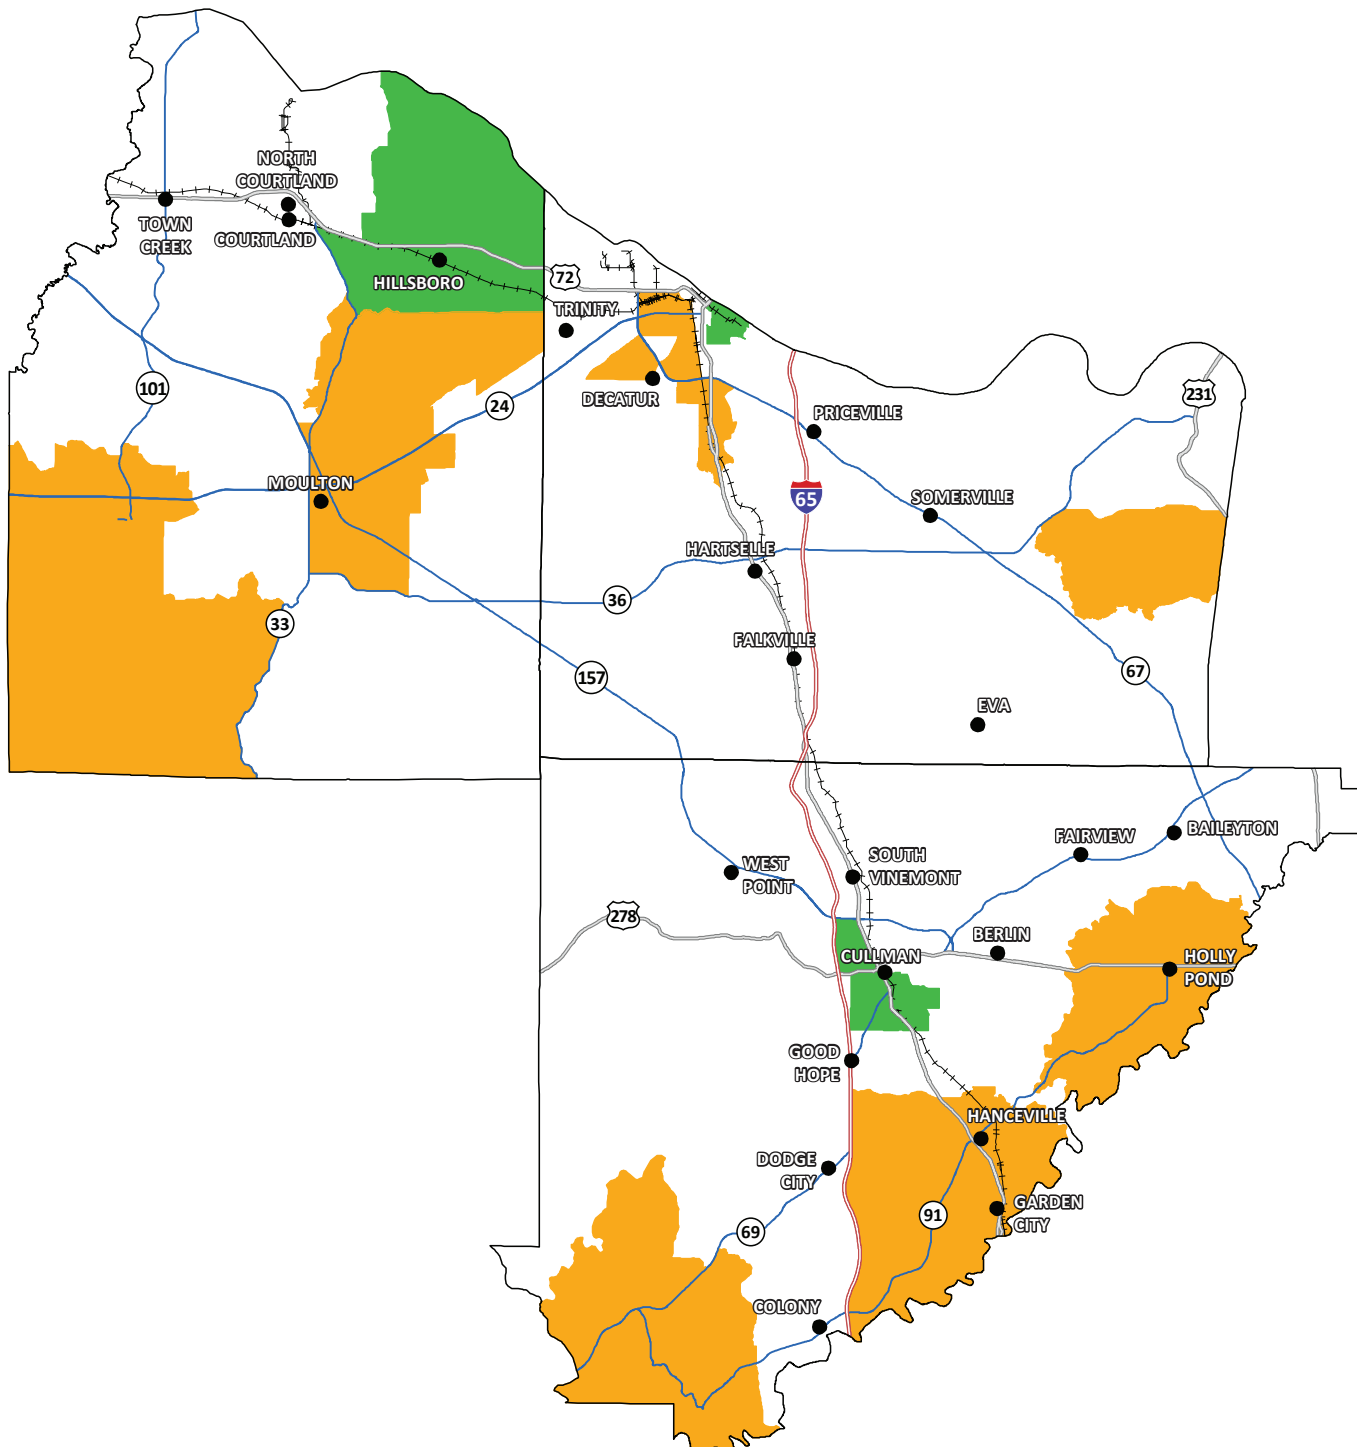 NORTH
COURTLAND
TOWN
CREEK
COURTLAND
HILLSBORO
72
TRINITY
101
24
DECATUR
231
PRICEVILLE
MOULTON
65
SOMERVILLE
HARTSELLE
36
33
FALKVILLE
157
67
EVA
BAILEYTON
FAIRVIEW
SOUTH
VINEMONT
WEST
POINT
278
BERLIN
CULLMAN
HOLLY
POND
GOOD
HOPE
HANCEVILLE
DODGE
CITY
GARDEN
CITY
91
69
COLONY